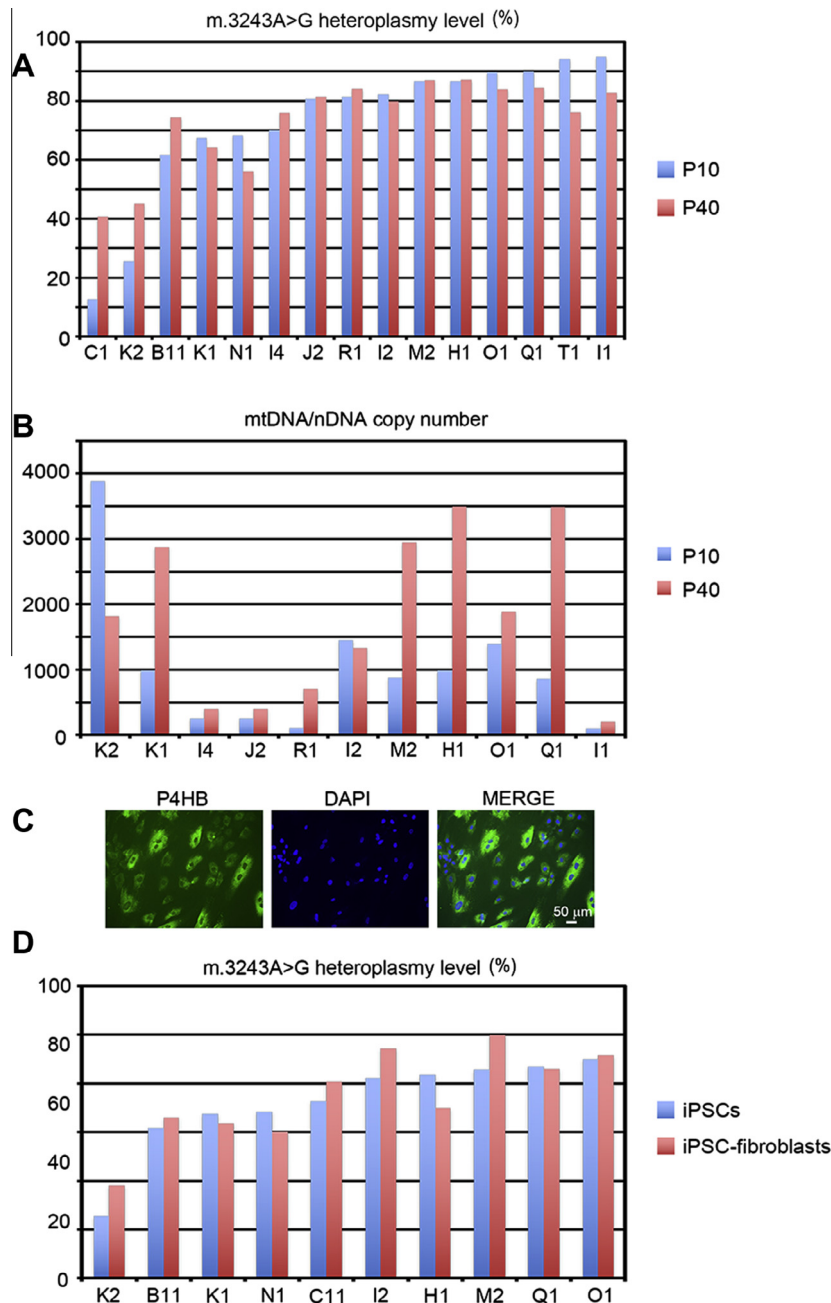 A
m.3243A>G heteroplasmy level (%)
100
80
60
40
20
0
C1 K2 B11 K1 N1 I4 J2 R1 I2 M2 H1 O1 Q1 T1 I1
P10
P40
B
mtDNA/nDNA copy number
4000
3000
2000
1000
0
K2 K1 I4 J2 R1 I2 M2 H1 O1 Q1 I1
P10
P40
C
P4HB DAPI MERGE
50 μm
D
m.3243A>G heteroplasmy level (%)
100
80
60
40
20
0
K2 B11 K1 N1 C11 I2 H1 M2 Q1 O1
iPSCs
iPSC-fibroblasts